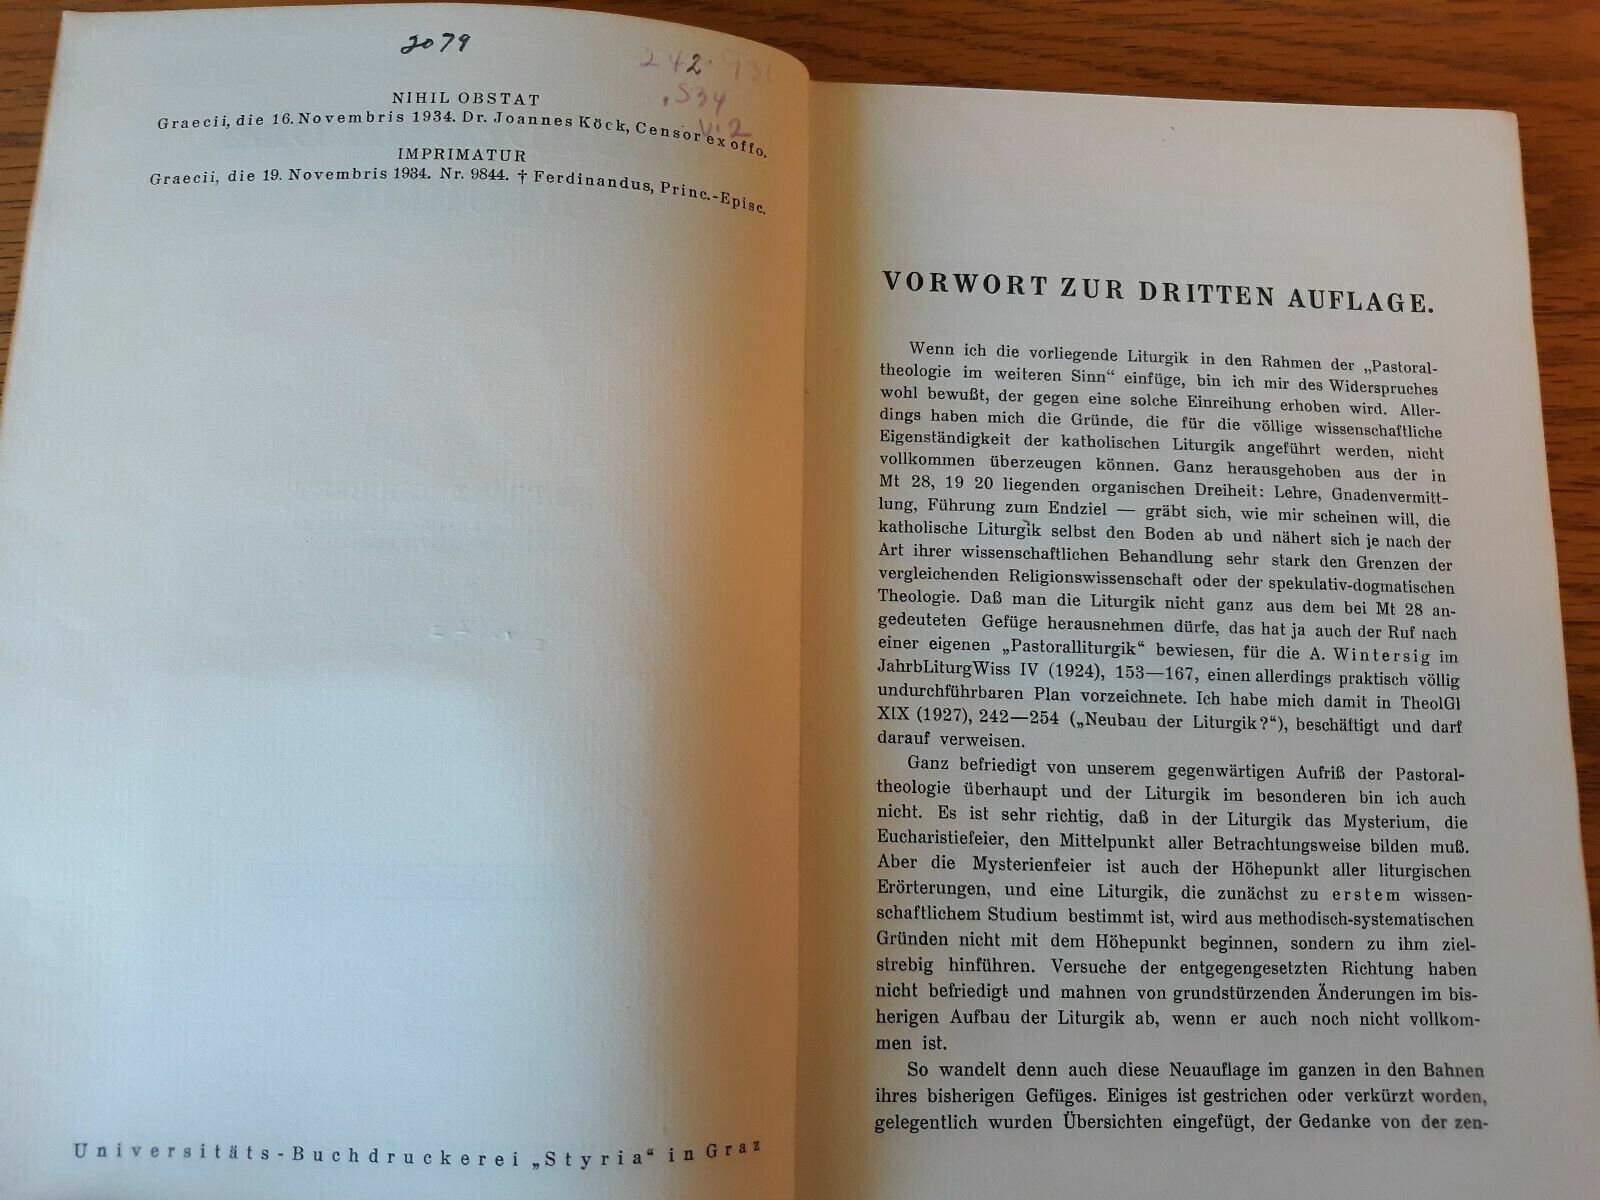 2079
242.931
.S34
v.2
NIHIL OBSTAT
Graecii, die 16. Novembris 1934. Dr. Joannes Köck, Censor ex offo.
IMPRIMATUR
Graecii, die 19. Novembris 1934. Nr. 9844. † Ferdinandus, Princ.-Episc.
Universitäts-Buchdruckerei „Styria“ in Graz
VORWORT ZUR DRITTEN AUFLAGE.
Wenn ich die vorliegende Liturgik in den Rahmen der „Pastoral-
theologie im weiteren Sinn“ einfüge, bin ich mir des Widerspruches
wohl bewußt, der gegen eine solche Einreihung erhoben wird. Aller-
dings haben mich die Gründe, die für die völlige wissenschaftliche
Eigenständigkeit der katholischen Liturgik angeführt werden, nicht
vollkommen überzeugen können. Ganz herausgehoben aus der in
Mt 28, 19 20 liegenden organischen Dreiheit: Lehre, Gnadenvermitt-
lung, Führung zum Endziel — gräbt sich, wie mir scheinen will, die
katholische Liturgik selbst den Boden ab und nähert sich je nach der
Art ihrer wissenschaftlichen Behandlung sehr stark den Grenzen der
vergleichenden Religionswissenschaft oder der spekulativ-dogmatischen
Theologie. Daß man die Liturgik nicht ganz aus dem bei Mt 28 an-
gedeuteten Gefüge herausnehmen dürfe, das hat ja auch der Ruf nach
einer eigenen „Pastoralliturgik“ bewiesen, für die A. Wintersig im
JahrbLiturgWiss IV (1924), 153—167, einen allerdings praktisch völlig
undurchführbaren Plan vorzeichnete. Ich habe mich damit in TheolGl
XIX (1927), 242—254 („Neubau der Liturgik?“), beschäftigt und darf
darauf verweisen.
Ganz befriedigt von unserem gegenwärtigen Aufriß der Pastoral-
theologie überhaupt und der Liturgik im besonderen bin ich auch
nicht. Es ist sehr richtig, daß in der Liturgik das Mysterium, die
Eucharistiefeier, den Mittelpunkt aller Betrachtungsweise bilden muß.
Aber die Mysterienfeier ist auch der Höhepunkt aller liturgischen
Erörterungen, und eine Liturgik, die zunächst zu erstem wissen-
schaftlichem Studium bestimmt ist, wird aus methodisch-systematischen
Gründen nicht mit dem Höhepunkt beginnen, sondern zu ihm ziel-
strebig hinführen. Versuche der entgegengesetzten Richtung haben
nicht befriedigt und mahnen von grundstürzenden Änderungen im bis-
herigen Aufbau der Liturgik ab, wenn er auch noch nicht vollkom-
men ist.
So wandelt denn auch diese Neuauflage im ganzen in den Bahnen
ihres bisherigen Gefüges. Einiges ist gestrichen oder verkürzt worden,
gelegentlich wurden Übersichten eingefügt, der Gedanke von der zen-